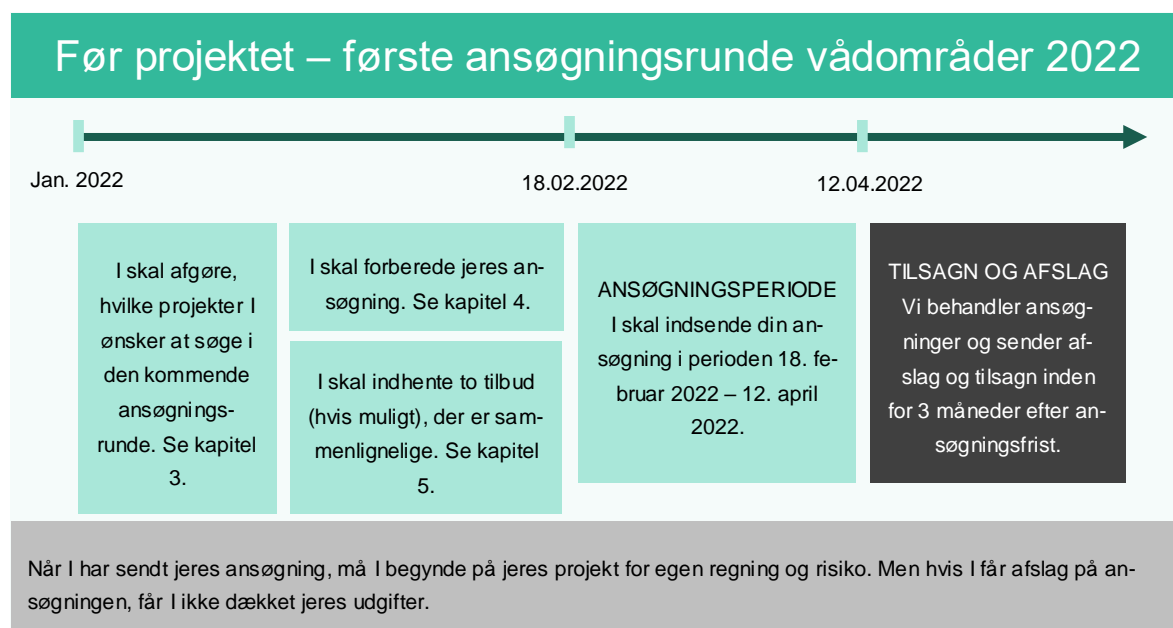 Før projektet – første ansøgningsrunde vådområder 2022
Jan. 2022
18.02.2022
12.04.2022
I skal afgøre,
hvilke projekter I
ønsker at søge i
den kommende
ansøgnings-
runde. Se kapitel
3.
I skal forberede jeres an-
søgning. Se kapitel 4.
I skal indhente to tilbud
(hvis muligt), der er sam-
menlignelige. Se kapitel
5.
ANSØGNINGSPERIODE
I skal indsende din an-
søgning i perioden 18. fe-
bruar 2022 – 12. april
2022.
TILSAGN OG AFSLAG
Vi behandler ansøg-
ninger og sender af-
slag og tilsagn inden
for 3 måneder efter an-
søgningsfrist.
Når I har sendt jeres ansøgning, må I begynde på jeres projekt for egen regning og risiko. Men hvis I får afslag på an-
søgningen, får I ikke dækket jeres udgifter.